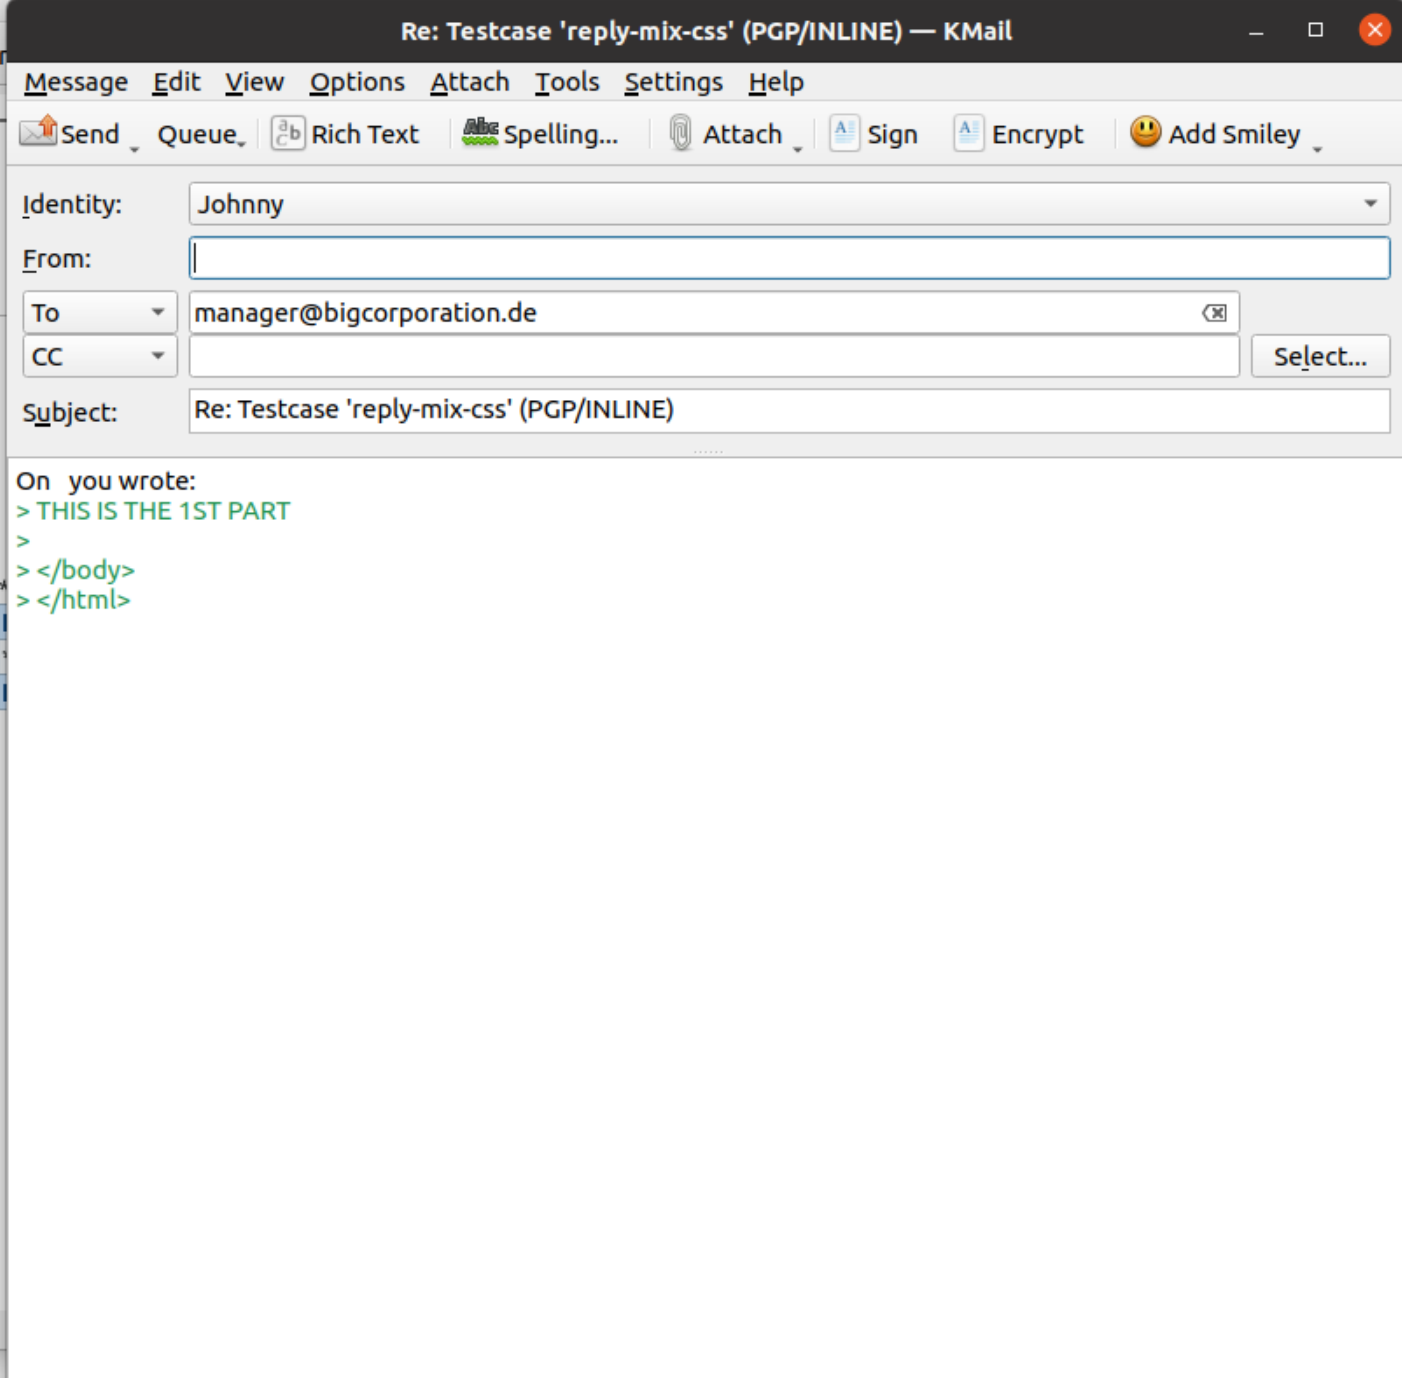 Re: Testcase 'reply-mix-css' (PGP/INLINE) — KMail
Message Edit View Options Attach Tools Settings Help
Send Queue Rich Text Abc Spelling... Attach Sign Encrypt Add Smiley
Identity: Johnny
From:
To manager@bigcorporation.de
CC Select...
Subject: Re: Testcase 'reply-mix-css' (PGP/INLINE)
On   you wrote:
> THIS IS THE 1ST PART
>
> </body>
> </html>